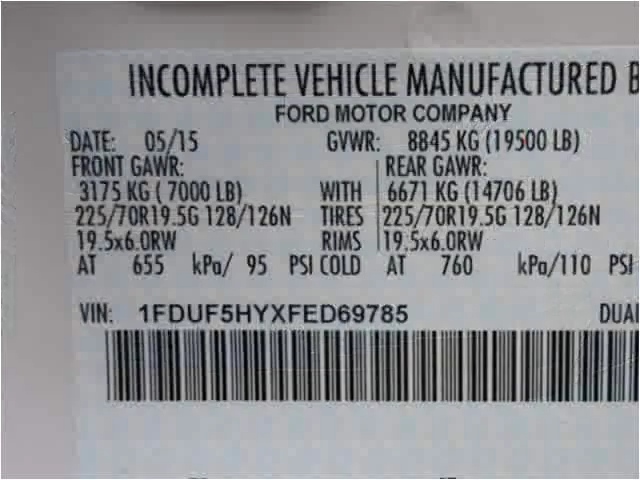 INCOMPLETE VEHICLE MANUFACTURED B
FORD MOTOR COMPANY
DATE: 05/15 GVWR: 8845 KG (19500 LB)
FRONT GAWR: REAR GAWR:
3175 KG ( 7000 LB) WITH 6671 KG (14706 LB)
225/70R19.5G 128/126N TIRES 225/70R19.5G 128/126N
19.5x6.0RW RIMS 19.5x6.0RW
AT 655 kPa/ 95 PSI COLD AT 760 kPa/110 PSI
VIN: 1FDUF5HYXFED69785 DUAL